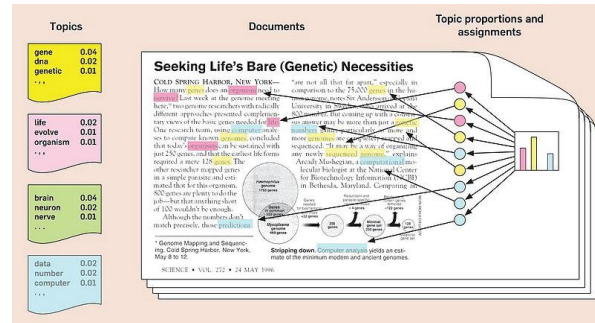 Topics
Documents
Topic proportions and
assignments
gene 0.04
dna 0.02
genetic 0.01
. , ,
life 0.02
evolve 0.01
organism 0.01
. , ,
brain 0.04
neuron 0.02
nerve 0.01
. . .
data 0.02
number 0.02
computer 0.01
. , ,
Seeking Life's Bare (Genetic) Necessities
COLD SPRING HARBOR, NEW YORK—
How many genes does an organism need to
survive? Last week at the genome meeting
here, two genome researchers with radically
different approaches presented complemen-
tary views of the basic genes needed for life.
One research team, using computer analy-
ses to compare known genomes, concluded
that today's organisms can be sustained with
just 250 genes, and that the earliest life forms
required a mere 128 genes. The
other researcher mapped genes
in a simple parasite and esti-
mated that for this organism,
800 genes are plenty to do the
job—but that anything short
of 100 wouldn't be enough.
Although the numbers don't
match precisely, those predictions
* Genome Mapping and Sequenc-
ing, Cold Spring Harbor, New York,
May 8 to 12.
"are not all that far apart," especially in
comparison to the 75,000 genes in the hu-
man genome, notes Siv Andersson
University in
800 number. But coming up with a
sus answer may be more than just a genetic
numbers particularly more and
more genomes are completely mapped and
sequenced. "It may be a way of organizing
any newly sequenced genome," explains
Arcady Mushegian, a computational mo-
lecular biologist at the National Center
for Biotechnology Information (NCBI)
in Bethesda, Maryland. Comparing an
Haemophilus
genome
1703 genes
Mycoplasma
genome
469 genes
Stripping down. Computer analysis yields an esti-
mate of the minimum modern and ancient genomes.
SCIENCE • VOL. 272 • 24 MAY 1996